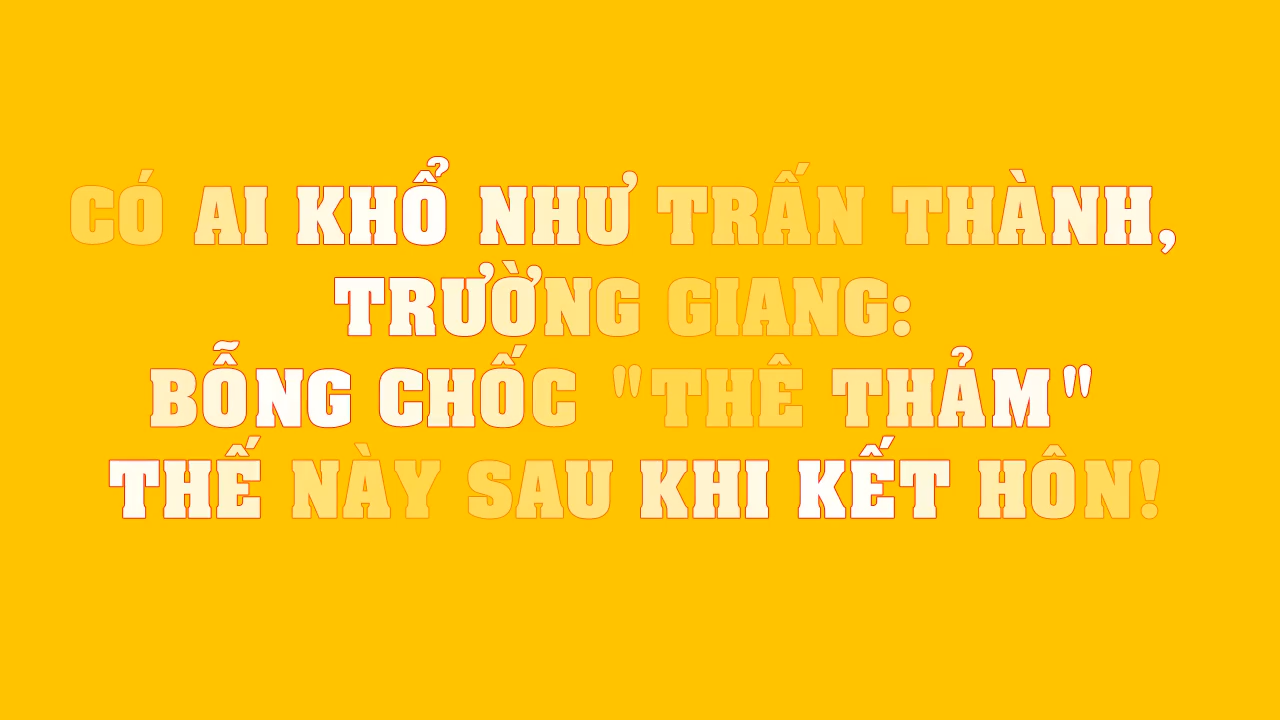 CÓ AI KHỔ NHƯ TRẤN THÀNH,
TRƯỜNG GIANG:
BỖNG CHỐC "THÊ THẢM"
THẾ NÀY SAU KHI KẾT HÔN!